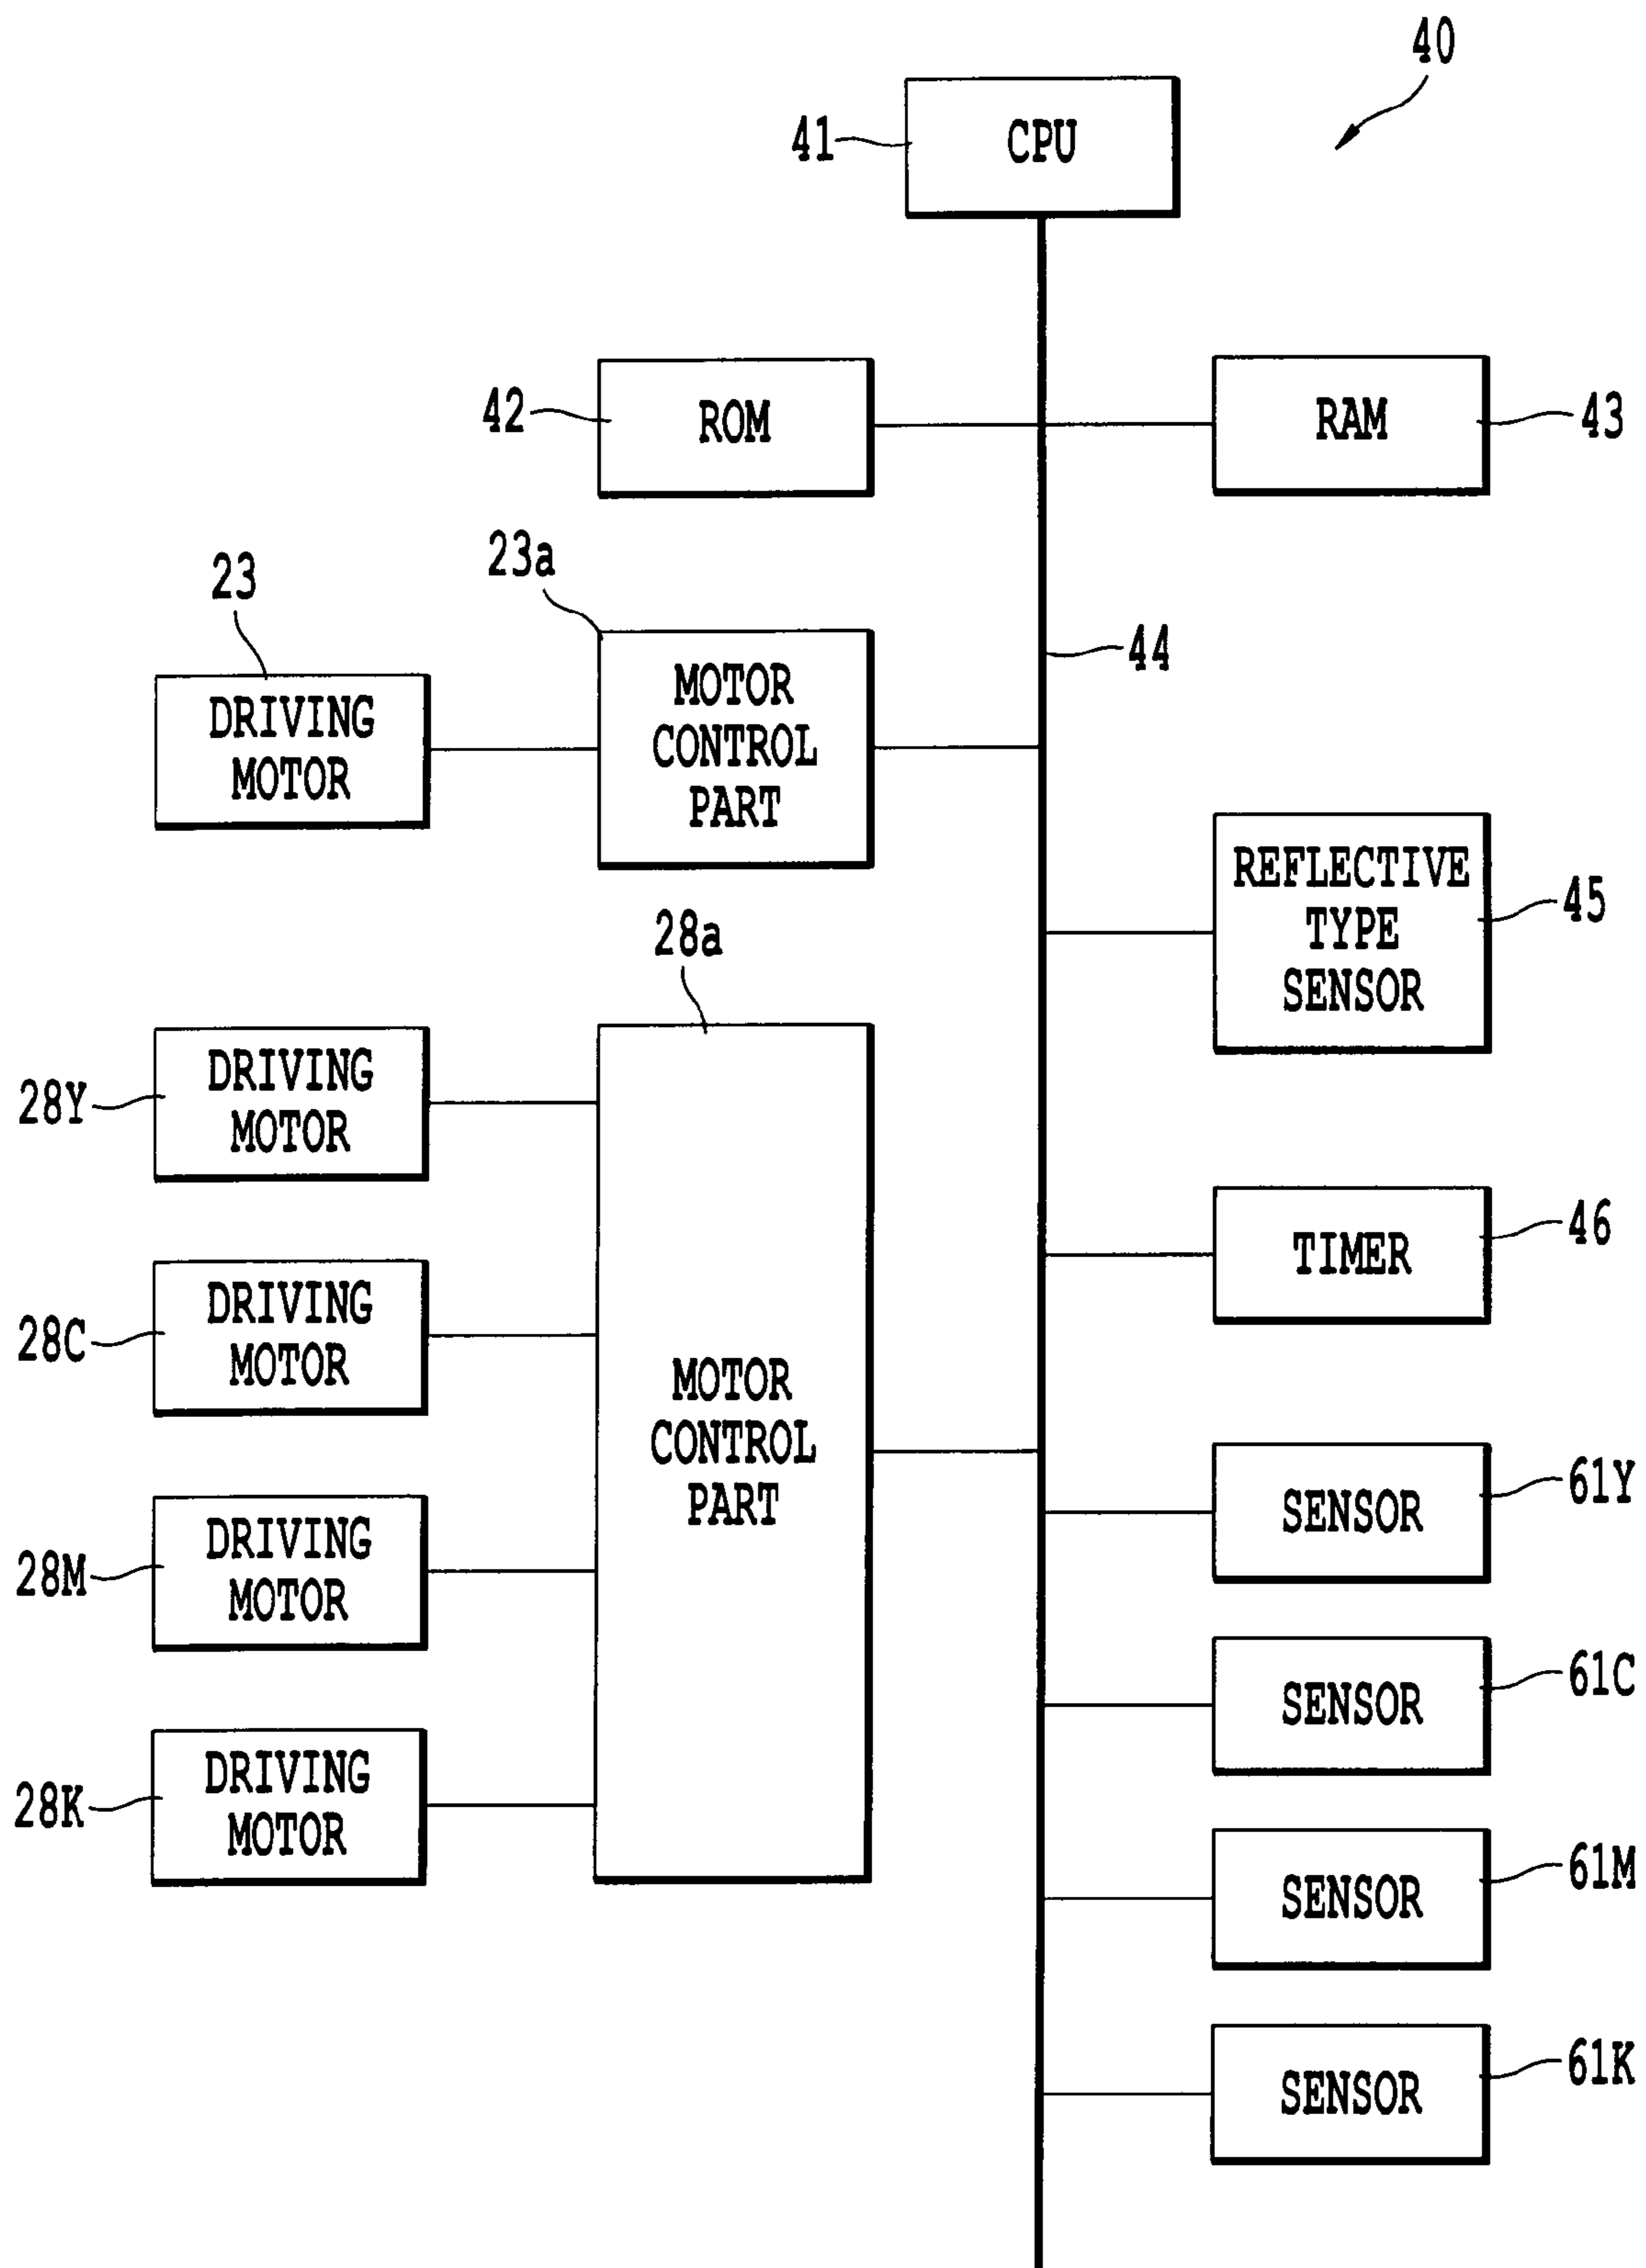 40
41
CPU
42
ROM
RAM
43
23
DRIVING
MOTOR
23a
MOTOR
CONTROL
PART
44
REFLECTIVE
TYPE
SENSOR
45
28a
MOTOR
CONTROL
PART
28Y
DRIVING
MOTOR
28C
DRIVING
MOTOR
28M
DRIVING
MOTOR
28K
DRIVING
MOTOR
TIMER
46
SENSOR
61Y
SENSOR
61C
SENSOR
61M
SENSOR
61K